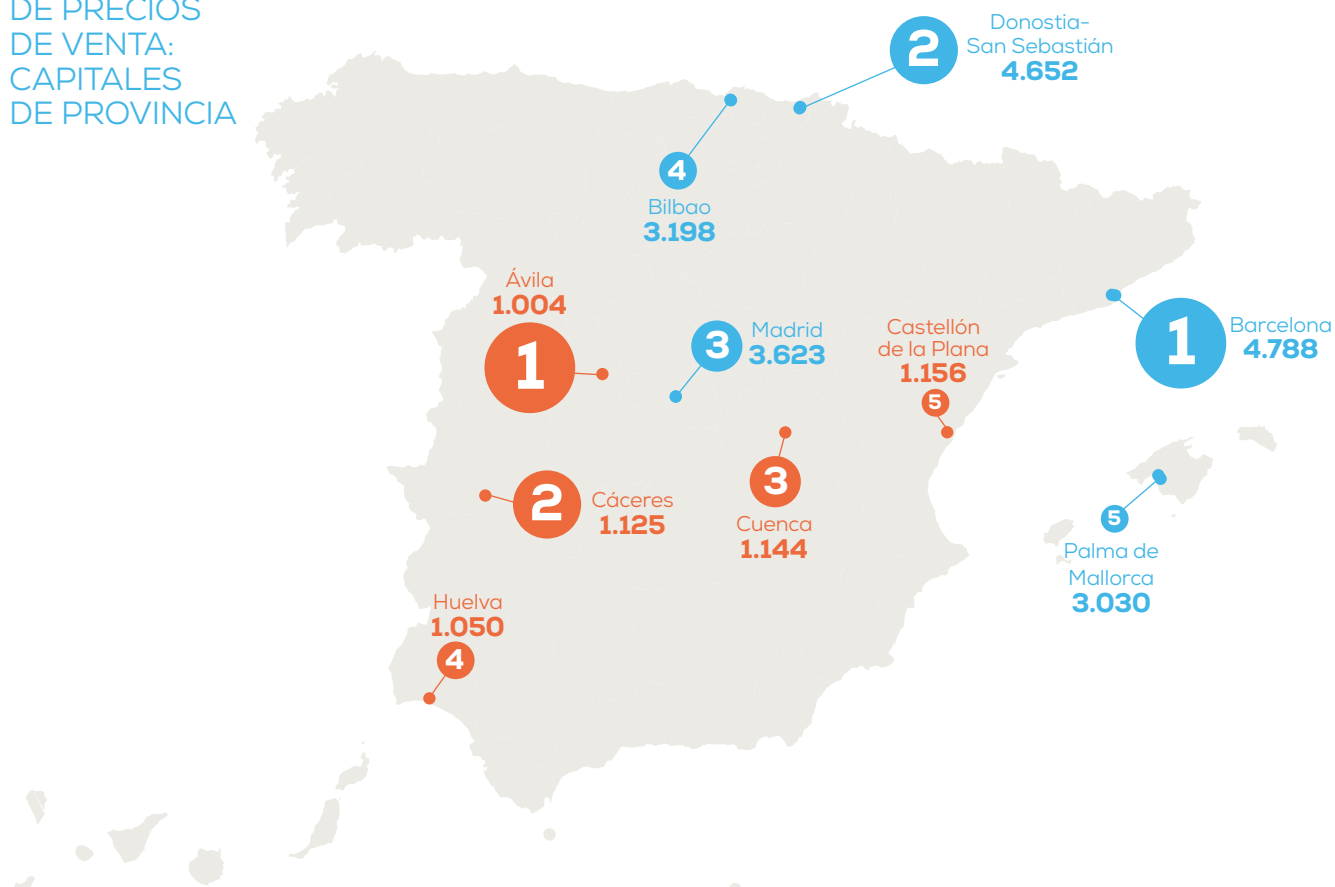 DE PRECIOS
DE VENTA:
CAPITALES
DE PROVINCIA
2
Donostia-
San Sebastián
4.652
4
Bilbao
3.198
Ávila
1.004
1
3
Madrid
3.623
Castellón
de la Plana
1.156
5
1
Barcelona
4.788
2
Cáceres
1.125
3
Cuenca
1.144
5
Palma de
Mallorca
3.030
Huelva
1.050
4